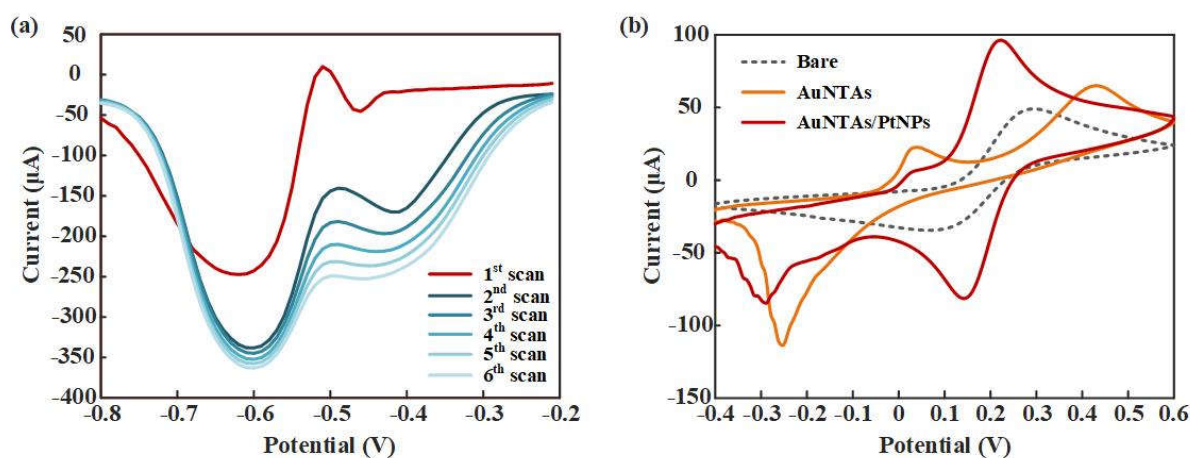 (a)
50
0
-50
-100
-150
-200
-250
-300
-350
-400
Current (µA)
1st scan
2nd scan
3rd scan
4th scan
5th scan
6th scan
-0.8 -0.7 -0.6 -0.5 -0.4 -0.3 -0.2
Potential (V)
(b)
100
50
0
-50
-100
-150
Current (µA)
Bare
AuNTAs
AuNTAs/PtNPs
-0.4 -0.3 -0.2 -0.1 0 0.1 0.2 0.3 0.4 0.5 0.6
Potential (V)